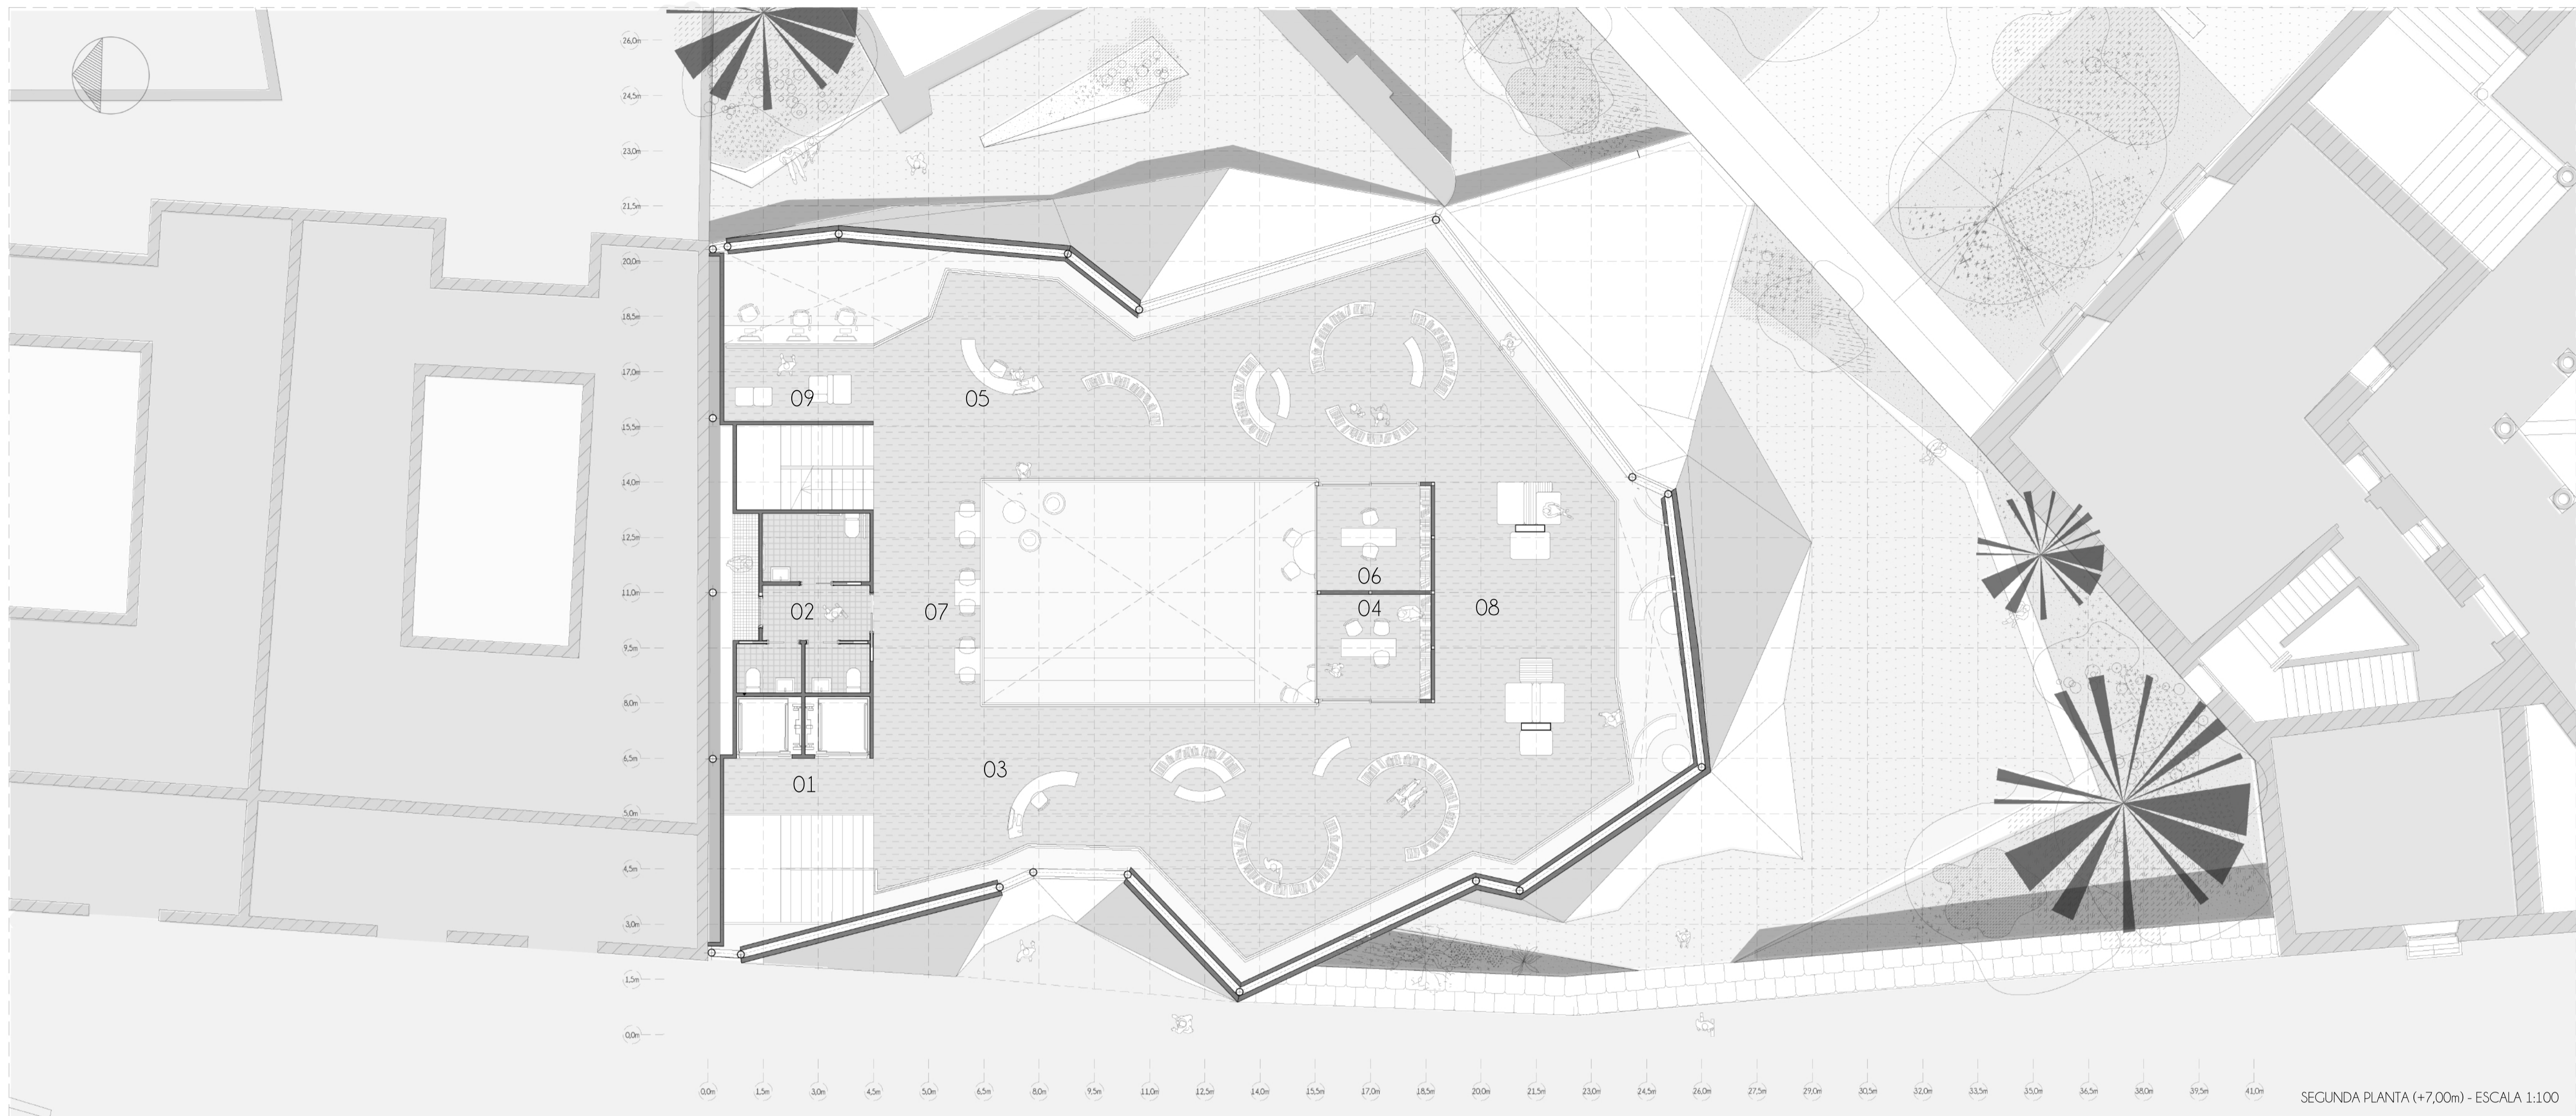 26,0m
24,5m
23,0m
21,5m
20,0m
18,5m
17,0m
09
05
15,5m
14,0m
12,5m
06
11,0m
02
07
04
08
9,5m
8,0m
6,5m
03
01
5,0m
4,5m
3,0m
1,5m
0,0m
0,0m 1,5m 3,0m 4,5m 5,0m 6,5m 8,0m 9,5m 11,0m 12,5m 14,0m 15,5m 17,0m 18,5m 20,0m 21,5m 23,0m 24,5m 26,0m 27,5m 29,0m 30,5m 32,0m 33,5m 35,0m 36,5m 38,0m 39,5m 41,0m
SEGUNDA PLANTA (+7,00m) - ESCALA 1:100